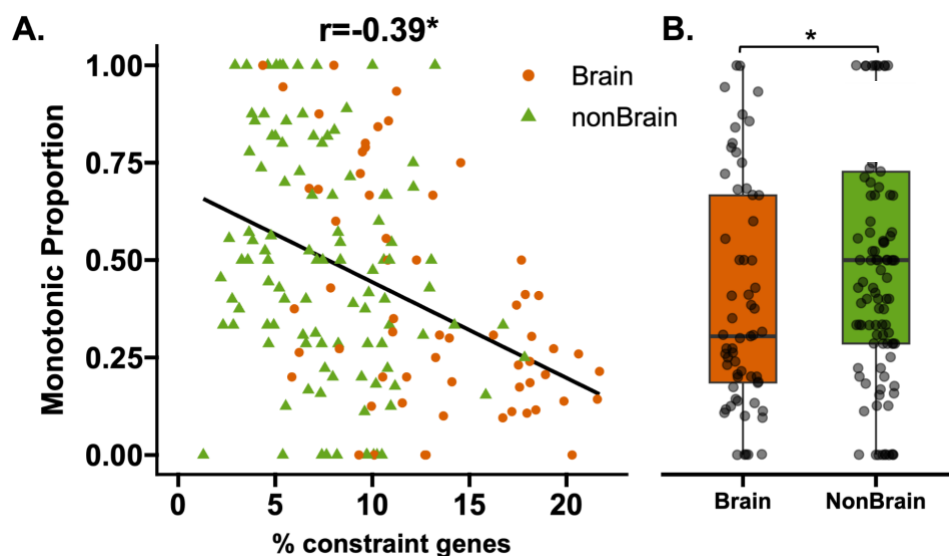 A.
r=-0.39*
B.
*
Brain
nonBrain
Monotonic Proportion
1.00
0.75
0.50
0.25
0.00
0
5
10
15
20
% constraint genes
Brain
NonBrain